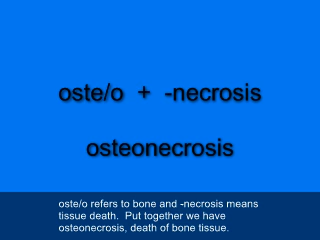 oste/o + -necrosis
osteonecrosis
oste/o refers to bone and -necrosis means
tissue death. Put together we have
osteonecrosis, death of bone tissue.